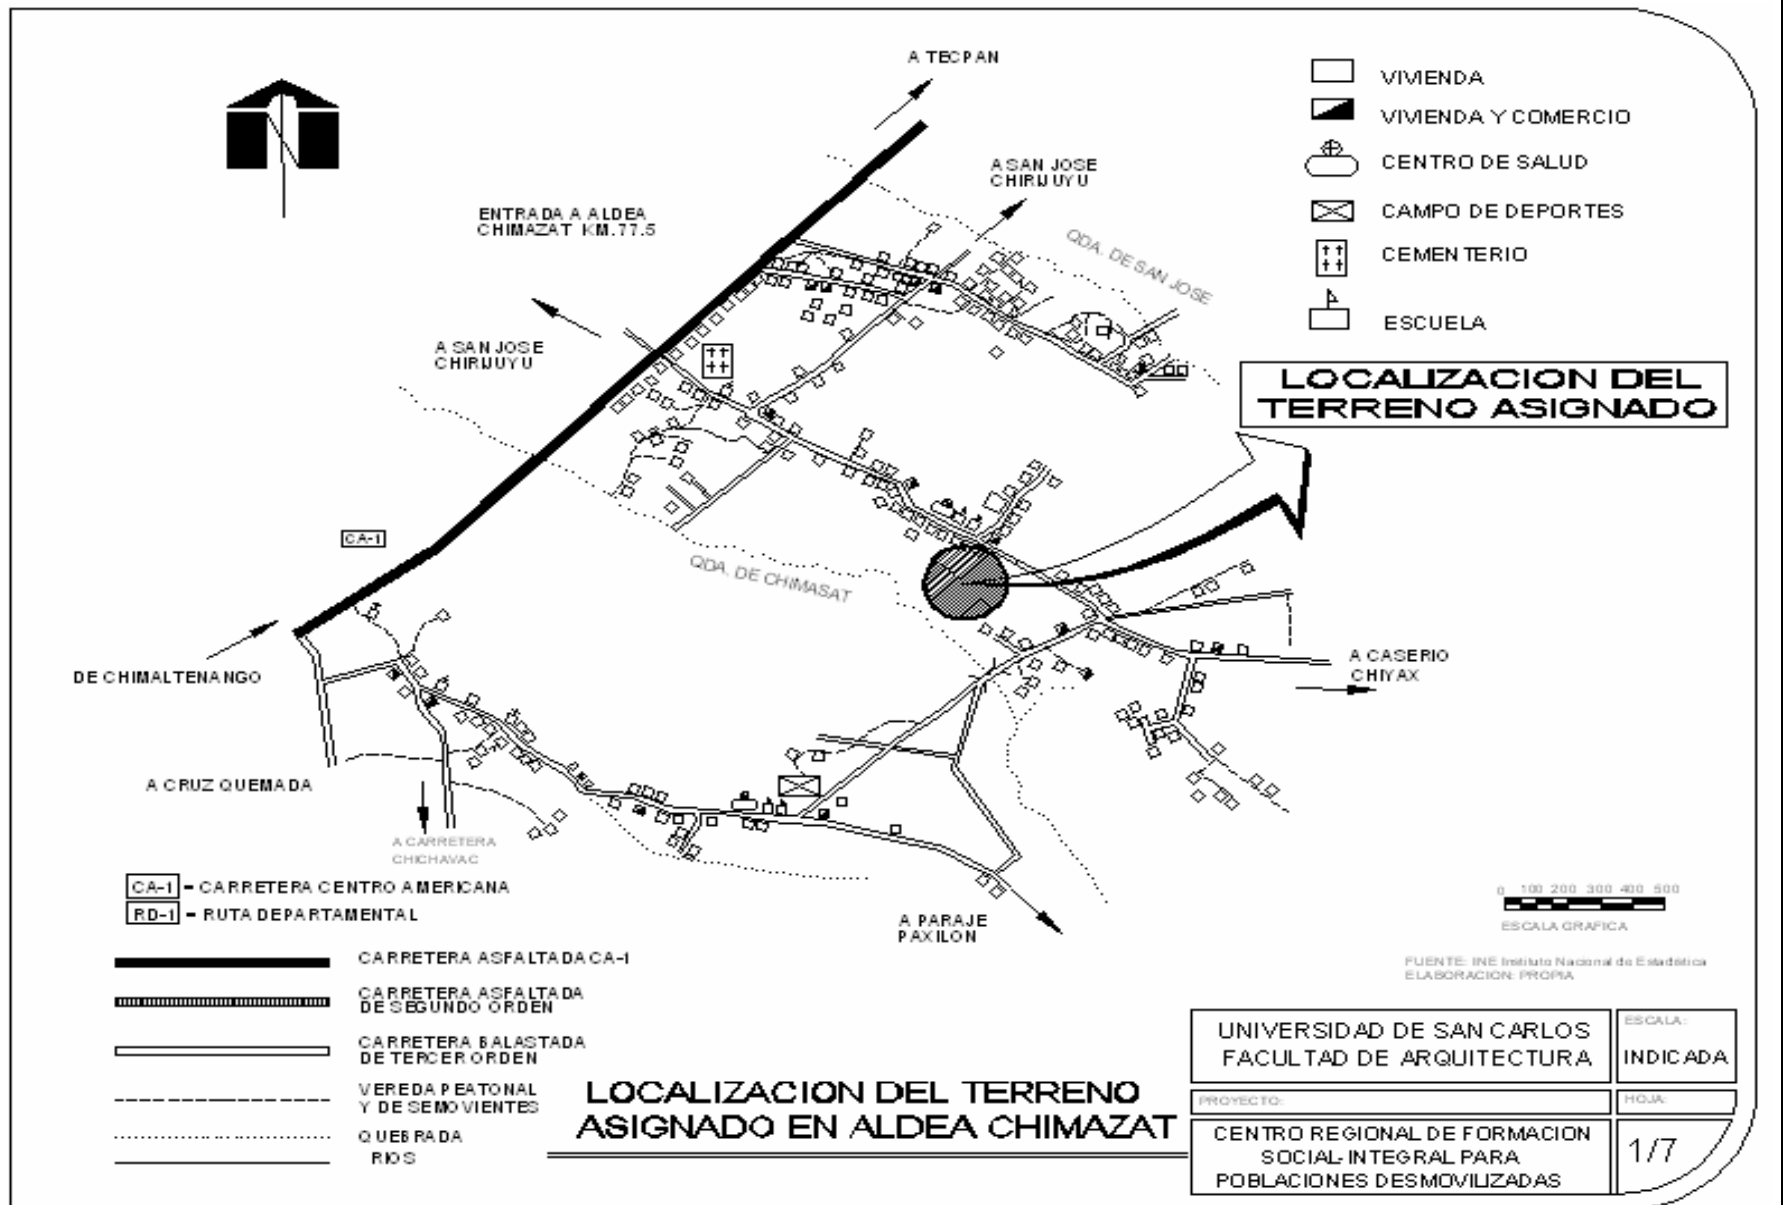 A TECPAN
VIVIENDA
VIVIENDA Y COMERCIO
CENTRO DE SALUD
CAMPO DE DEPORTES
CEMENTERIO
ESCUELA
A SAN JOSE
CHIRIJUYU
ENTRADA A ALDEA
CHIMAZAT KM.77.5
QDA. DE SAN JOSE
A SAN JOSE
CHIRIJUYU
LOCALIZACION DEL
TERRENO ASIGNADO
CA-1
QDA. DE CHIMASAT
DE CHIMALTENANGO
A CASERIO
CHIYAX
A CRUZ QUEMADA
A CARRETERA
CHICHAVAC
A PARAJE
PAXILON
CA-1 = CARRETERA CENTRO AMERICANA
RD-1 = RUTA DEPARTAMENTAL
CARRETERA ASFALTADA CA-1
CARRETERA ASFALTADA
DE SEGUNDO ORDEN
CARRETERA BALASTADA
DE TERCER ORDEN
VEREDA PEATONAL
Y DE SEMOVIENTES
QUEBRADA
RIOS
0 100 200 300 400 500
ESCALA GRAFICA
FUENTE: INE Instituto Nacional de Estadística
ELABORACION: PROPIA
LOCALIZACION DEL TERRENO
ASIGNADO EN ALDEA CHIMAZAT
UNIVERSIDAD DE SAN CARLOS
FACULTAD DE ARQUITECTURA
ESCALA:
INDICADA
PROYECTO:
CENTRO REGIONAL DE FORMACION
SOCIAL-INTEGRAL PARA
POBLACIONES DESMOVILIZADAS
HOJA:
1/7